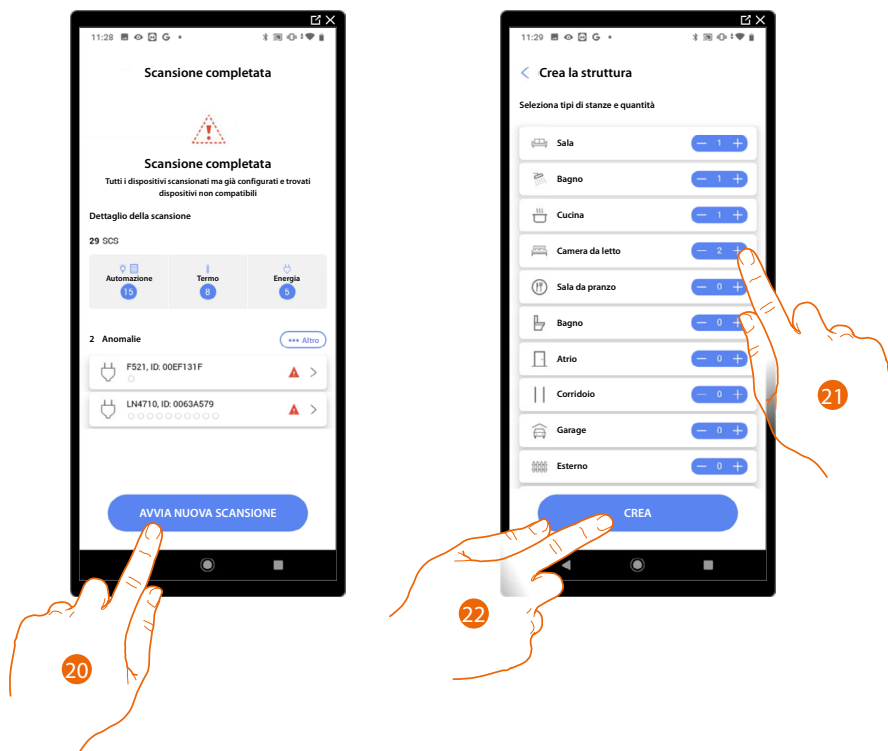 11:28 G
Scansione completata
Scansione completata
Tutti i dispositivi scansionati ma già configurati e trovati
dispositivi non compatibili
Dettaglio della scansione
29 SCS
Automazione Termo Energia
15 8 5
2 Anomalie ••• Altro
F521, ID: 00EF131F
LN4710, ID: 0063A579
AVVIA NUOVA SCANSIONE
20
11:29 G
< Crea la struttura
Seleziona tipi di stanze e quantità
Sala − 1 +
Bagno − 1 +
Cucina − 1 +
Camera da letto − 2 +
Sala da pranzo − 0 +
Bagno − 0 +
Atrio − 0 +
Corridoio − 0 +
Garage − 0 +
Esterno − 0 +
CREA
21
22